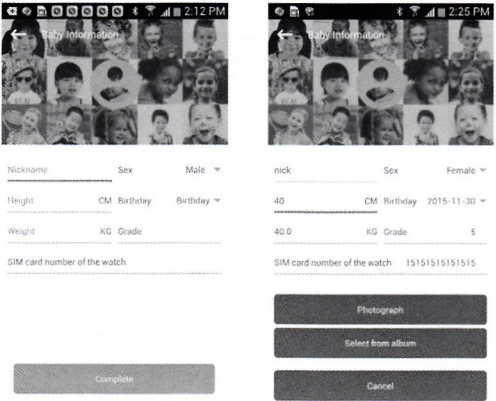 2:12 PM
Baby Information
Nickname Sex Male
Height CM Birthday Birthday
Weight KG Grade
SIM card number of the watch
Complete
2:25 PM
Baby Information
nick Sex Female
40 CM Birthday 2015-11-30
40.0 KG Grade 5
SIM card number of the watch 15151515151515
Photograph
Select from album
Cancel